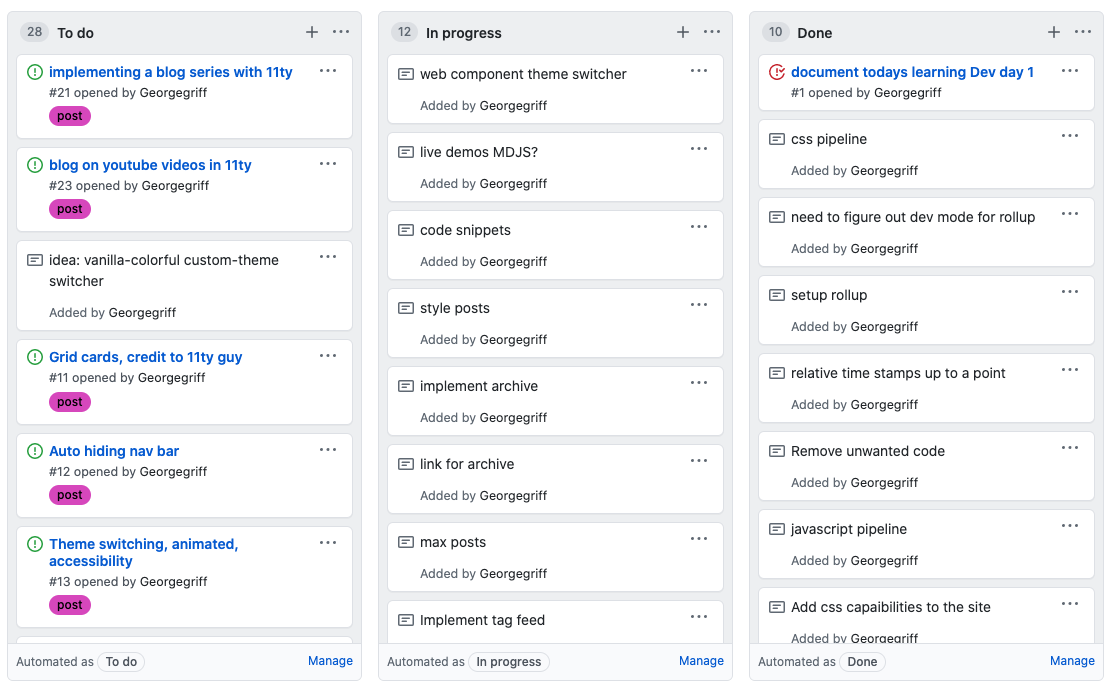 28 To do
implementing a blog series with 11ty
#21 opened by Georgegriff
post
blog on youtube videos in 11ty
#23 opened by Georgegriff
post
idea: vanilla-colorful custom-theme
switcher
Added by Georgegriff
Grid cards, credit to 11ty guy
#11 opened by Georgegriff
post
Auto hiding nav bar
#12 opened by Georgegriff
post
Theme switching, animated,
accessibility
#13 opened by Georgegriff
post
Automated as To do Manage
12 In progress
web component theme switcher
Added by Georgegriff
live demos MDJS?
Added by Georgegriff
code snippets
Added by Georgegriff
style posts
Added by Georgegriff
implement archive
Added by Georgegriff
link for archive
Added by Georgegriff
max posts
Added by Georgegriff
Implement tag feed
Automated as In progress Manage
10 Done
document todays learning Dev day 1
#1 opened by Georgegriff
css pipeline
Added by Georgegriff
need to figure out dev mode for rollup
Added by Georgegriff
setup rollup
Added by Georgegriff
relative time stamps up to a point
Added by Georgegriff
Remove unwanted code
Added by Georgegriff
javascript pipeline
Added by Georgegriff
Add css capaibilities to the site
Added by Georgegriff
Automated as Done Manage